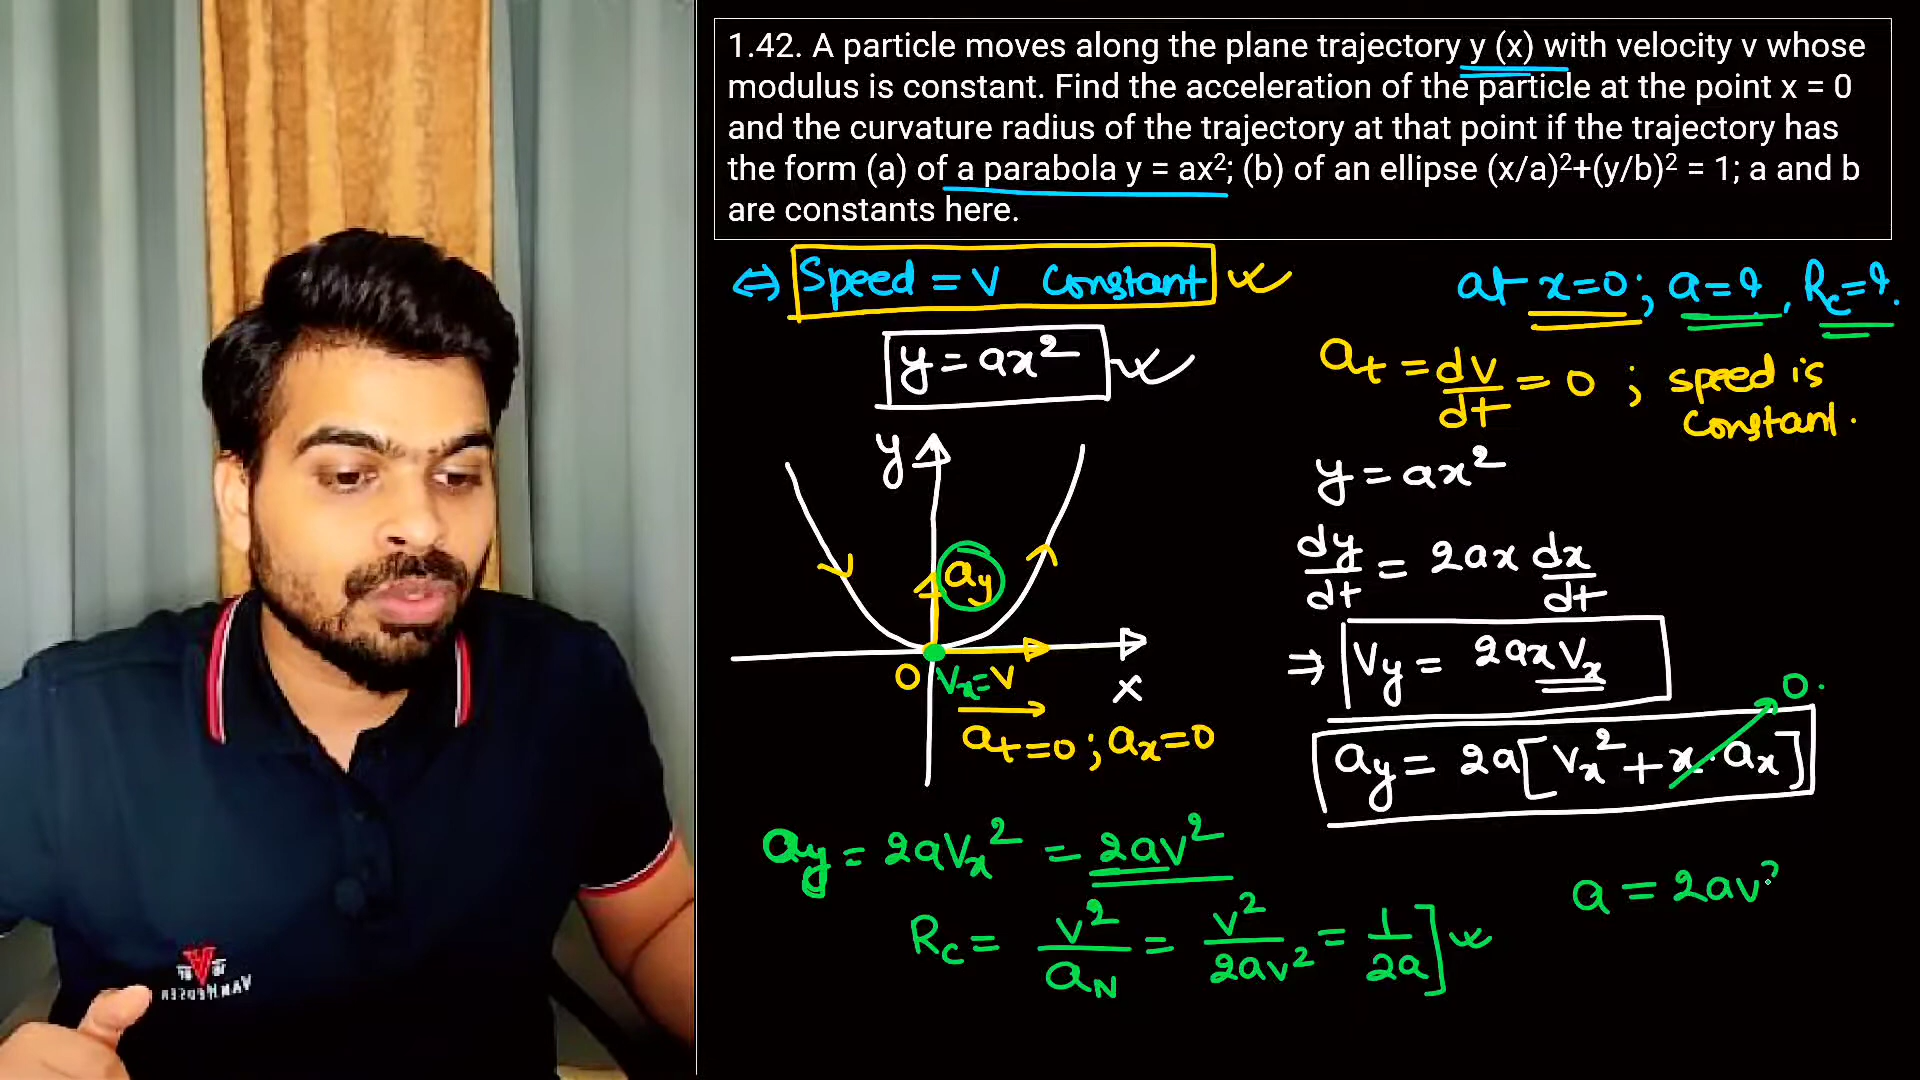 1.42. A particle moves along the plane trajectory y (x) with velocity v whose
modulus is constant. Find the acceleration of the particle at the point x = 0
and the curvature radius of the trajectory at that point if the trajectory has
the form (a) of a parabola y = ax²; (b) of an ellipse (x/a)²+(y/b)² = 1; a and b
are constants here.
⇔ Speed = v constant
at x=0; a=?, Rc=?.
y = ax²
at = dv/dt = 0 ; speed is
constant.
y
ay
O
Vx=V
x
at=0 ; ax=0
y = ax²
dy/dt = 2ax dx/dt
⇒ Vy = 2axVx
ay = 2a[Vx² + x·ax]
0.
ay = 2aVx² = 2av²
a = 2av²
Rc = v²/aN = v²/2av² = 1/2a]